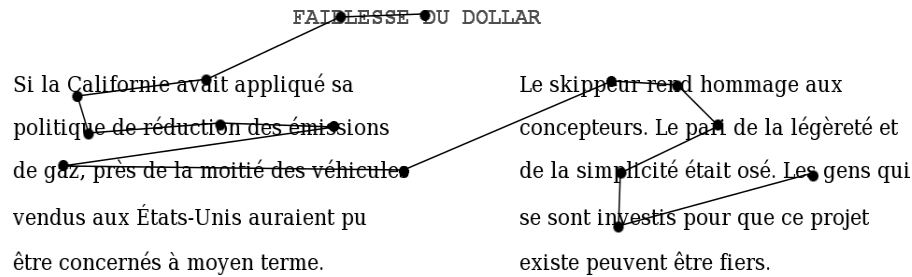 FAIBLESSE DU DOLLAR
Si la Californie avait appliqué sa
politique de réduction des émissions
de gaz, près de la moitié des véhicules
vendus aux États-Unis auraient pu
être concernés à moyen terme.
Le skippeur rend hommage aux
concepteurs. Le pari de la légèreté et
de la simplicité était osé. Les gens qui
se sont investis pour que ce projet
existe peuvent être fiers.